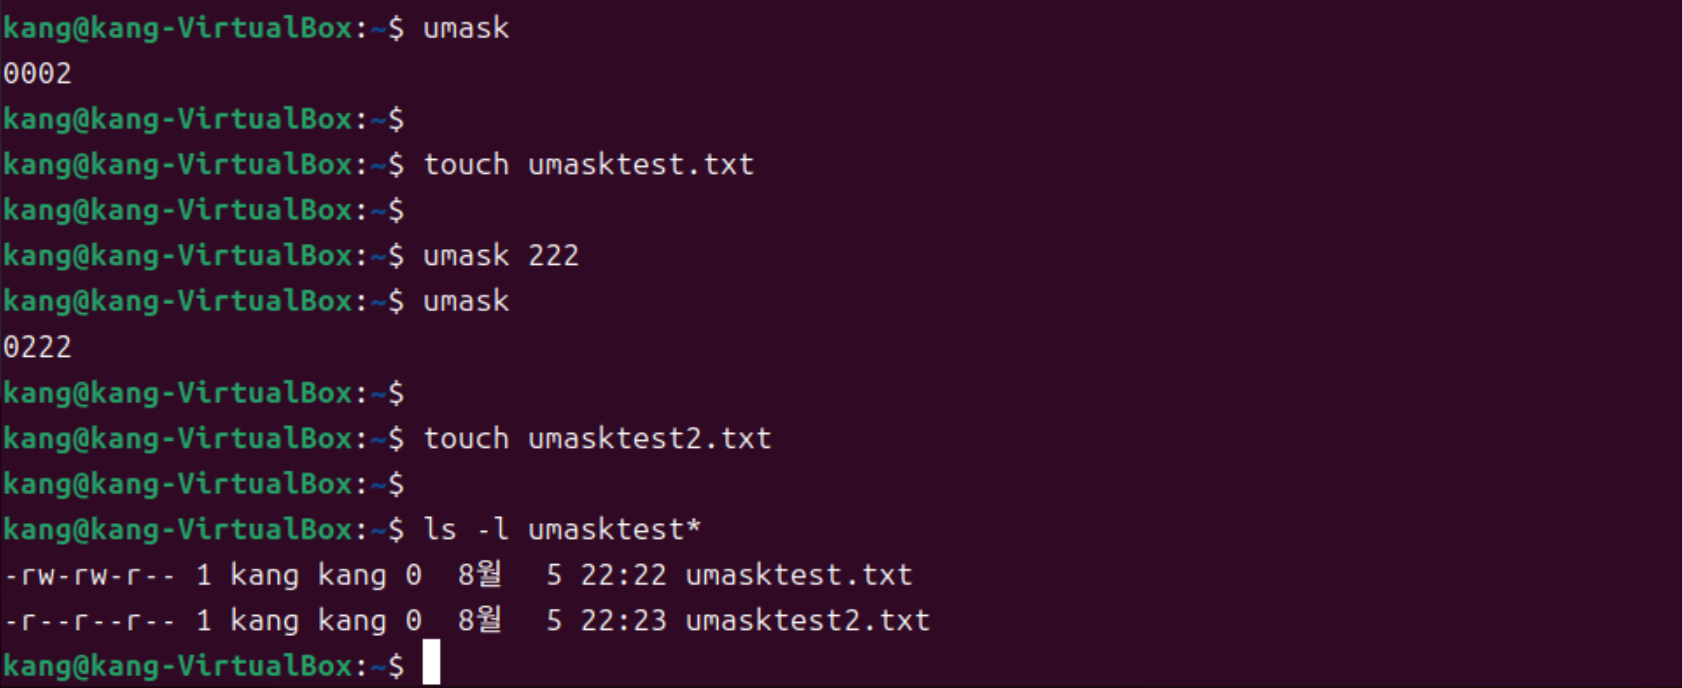 kang@kang-VirtualBox:~$ umask
0002
kang@kang-VirtualBox:~$
kang@kang-VirtualBox:~$ touch umasktest.txt
kang@kang-VirtualBox:~$
kang@kang-VirtualBox:~$ umask 222
kang@kang-VirtualBox:~$ umask
0222
kang@kang-VirtualBox:~$
kang@kang-VirtualBox:~$ touch umasktest2.txt
kang@kang-VirtualBox:~$
kang@kang-VirtualBox:~$ ls -l umasktest*
-rw-rw-r-- 1 kang kang 0  8월   5 22:22 umasktest.txt
-r--r--r-- 1 kang kang 0  8월   5 22:23 umasktest2.txt
kang@kang-VirtualBox:~$